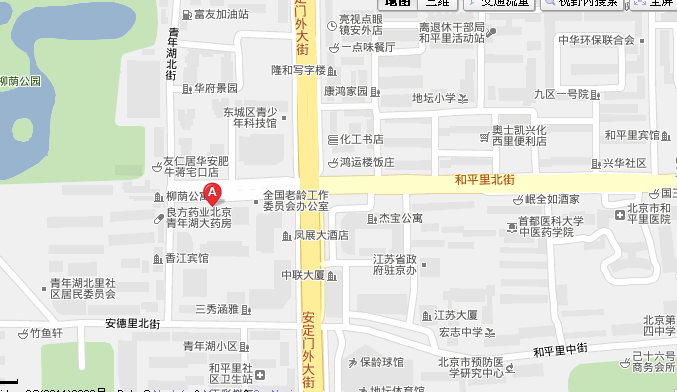 地图
三维
交通流量
视野内搜索
全屏
富友加油站
青年湖北街
安定门外大街
亮视点眼
镜安外店
一点味餐厅
离退休干部局
和平里活动站
中华环保联合会
柳荫公园
隆和写字楼
华府景园
康鸿家园
地坛小学
九区一号院
东城区青少
年科技馆
化工书店
奥士凯兴化
西里便利店
和平里宾馆
友仁居华安肥
牛蒋宅口店
鸿运楼饭庄
兴华社区
和平里北街
柳荫公寓
A
全国老龄工作
委员会办公室
岷全如酒家
国三
良方药业北京
青年湖大药房
杰宝公寓
首都医科大学
中医药学院
北京市和
平里医院
凤展大酒店
香江宾馆
江苏省政
府驻京办
中联大厦
青年湖北里社
区居民委员会
三秀涵雅
江苏大厦
安德里北街
竹鱼轩
安定门外大街
宏志中学
北京第
四中学
青年湖小区
和平里中街
保龄球馆
北京市预防医
学研究中心
己十六号
商务会所
和平里社
区卫生站
地坛体育馆